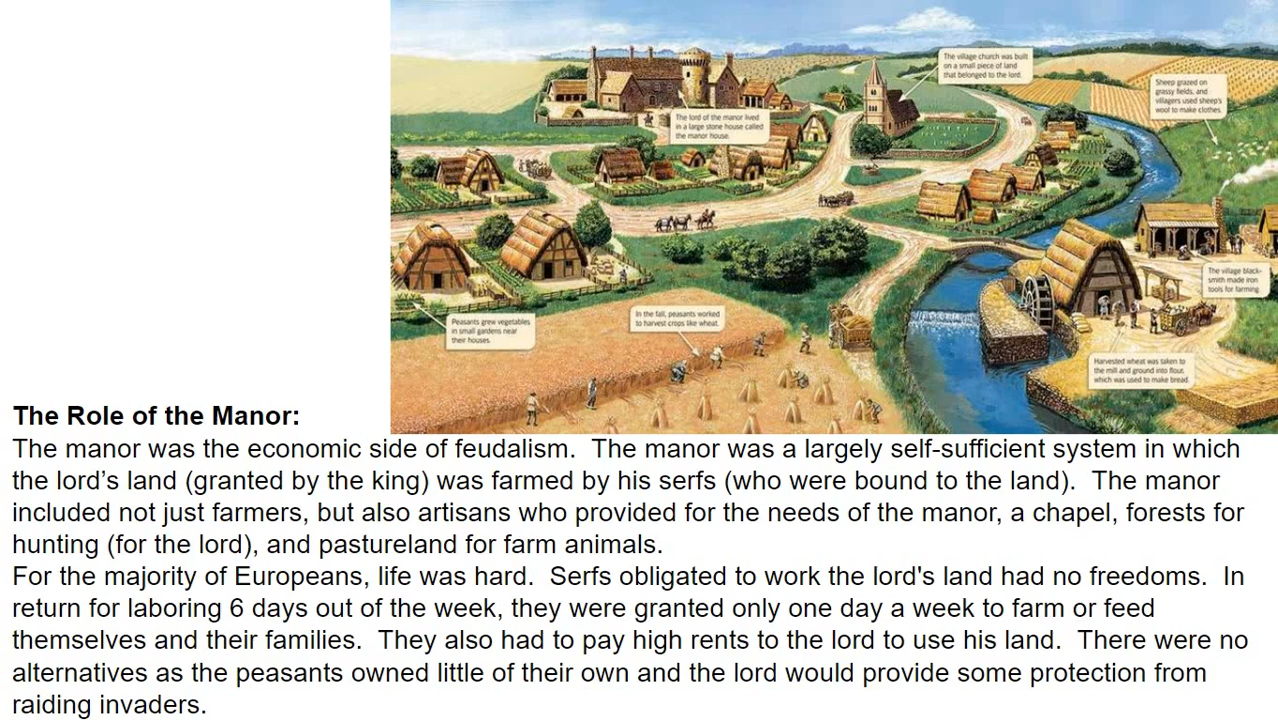 The village church was built
on a small piece of land
that belonged to the lord.
Sheep grazed on
grassy fields, and
villagers used sheep's
wool to make clothes.
The lord of the manor lived
in a large stone house called
the manor house.
The village black-
smith made iron
tools for farming
Peasants grew vegetables
in small gardens near
their houses.
In the fall, peasants worked
to harvest crops like wheat.
Harvested wheat was taken to
the mill and ground into flour,
which was used to make bread.
The Role of the Manor:
The manor was the economic side of feudalism.  The manor was a largely self-sufficient system in which
the lord’s land (granted by the king) was farmed by his serfs (who were bound to the land).  The manor
included not just farmers, but also artisans who provided for the needs of the manor, a chapel, forests for
hunting (for the lord), and pastureland for farm animals.
For the majority of Europeans, life was hard.  Serfs obligated to work the lord's land had no freedoms.  In
return for laboring 6 days out of the week, they were granted only one day a week to farm or feed
themselves and their families.  They also had to pay high rents to the lord to use his land.  There were no
alternatives as the peasants owned little of their own and the lord would provide some protection from
raiding invaders.